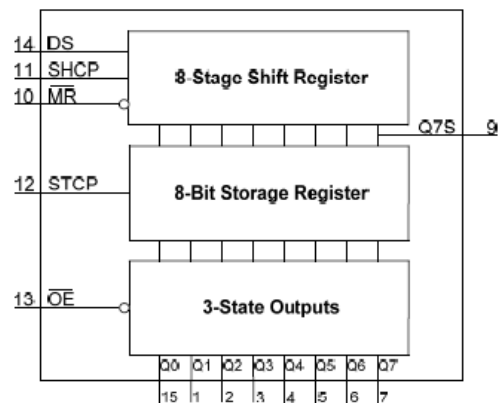 14 DS
11 SHCP
10 MR
8-Stage Shift Register
Q7S 9
12 STCP
8-Bit Storage Register
13 OE
3-State Outputs
Q0 Q1 Q2 Q3 Q4 Q5 Q6 Q7
15 1 2 3 4 5 6 7